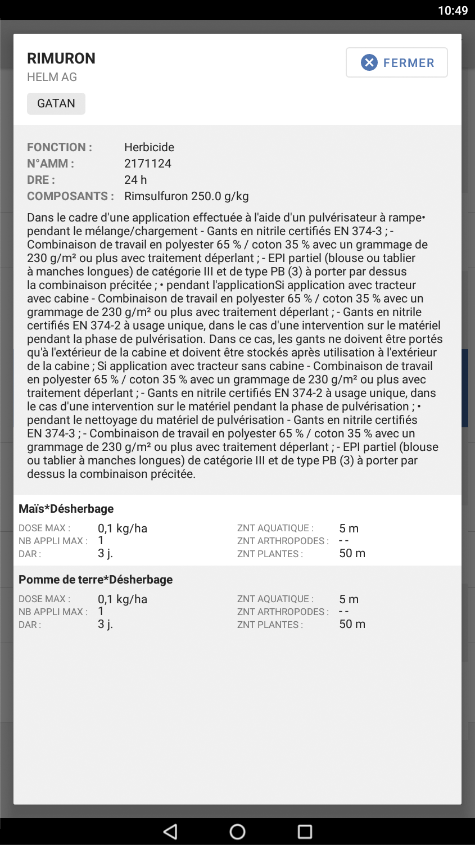 10:49
RIMURON
HELM AG
FERMER
GATAN
FONCTION : Herbicide
N°AMM : 2171124
DRE : 24 h
COMPOSANTS : Rimsulfuron 250.0 g/kg
Dans le cadre d'une application effectuée à l'aide d'un pulvérisateur à rampe•
pendant le mélange/chargement - Gants en nitrile certifiés EN 374-3 ; -
Combinaison de travail en polyester 65 % / coton 35 % avec un grammage de
230 g/m² ou plus avec traitement déperlant ; - EPI partiel (blouse ou tablier
à manches longues) de catégorie III et de type PB (3) à porter par dessus
la combinaison précitée ; • pendant l'applicationSi application avec tracteur
avec cabine - Combinaison de travail en polyester 65 % / coton 35 % avec un
grammage de 230 g/m² ou plus avec traitement déperlant ; - Gants en nitrile
certifiés EN 374-2 à usage unique, dans le cas d'une intervention sur le matériel
pendant la phase de pulvérisation. Dans ce cas, les gants ne doivent être portés
qu'à l'extérieur de la cabine et doivent être stockés après utilisation à l'extérieur
de la cabine ; Si application avec tracteur sans cabine - Combinaison de travail
en polyester 65 % / coton 35 % avec un grammage de 230 g/m² ou plus avec
traitement déperlant ; - Gants en nitrile certifiés EN 374-2 à usage unique, dans
le cas d'une intervention sur le matériel pendant la phase de pulvérisation ; •
pendant le nettoyage du matériel de pulvérisation - Gants en nitrile certifiés
EN 374-3 ; - Combinaison de travail en polyester 65 % / coton 35 % avec un
grammage de 230 g/m² ou plus avec traitement déperlant ; - EPI partiel (blouse
ou tablier à manches longues) de catégorie III et de type PB (3) à porter par
dessus la combinaison précitée.
Maïs*Désherbage
DOSE MAX : 0,1 kg/ha ZNT AQUATIQUE : 5 m
NB APPLI MAX : 1 ZNT ARTHROPODES : - -
DAR : 3 j. ZNT PLANTES : 50 m
Pomme de terre*Désherbage
DOSE MAX : 0,1 kg/ha ZNT AQUATIQUE : 5 m
NB APPLI MAX : 1 ZNT ARTHROPODES : - -
DAR : 3 j. ZNT PLANTES : 50 m